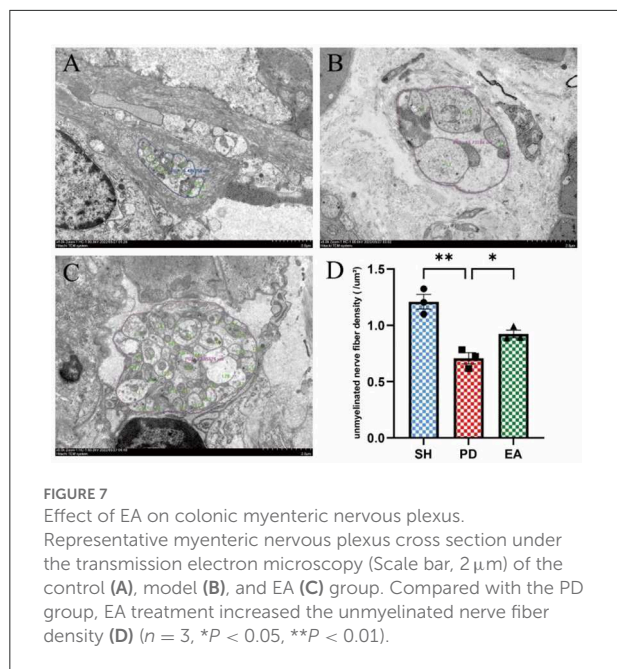 A
B
C
D
**
*
unmyelinated nerve fiber density ( /um²)
1.5
1.0
0.5
0.0
SH
PD
EA
FIGURE 7
Effect of EA on colonic myenteric nervous plexus.
Representative myenteric nervous plexus cross section under
the transmission electron microscopy (Scale bar, 2 μm) of the
control (A), model (B), and EA (C) group. Compared with the PD
group, EA treatment increased the unmyelinated nerve fiber
density (D) (n = 3, *P < 0.05, **P < 0.01).